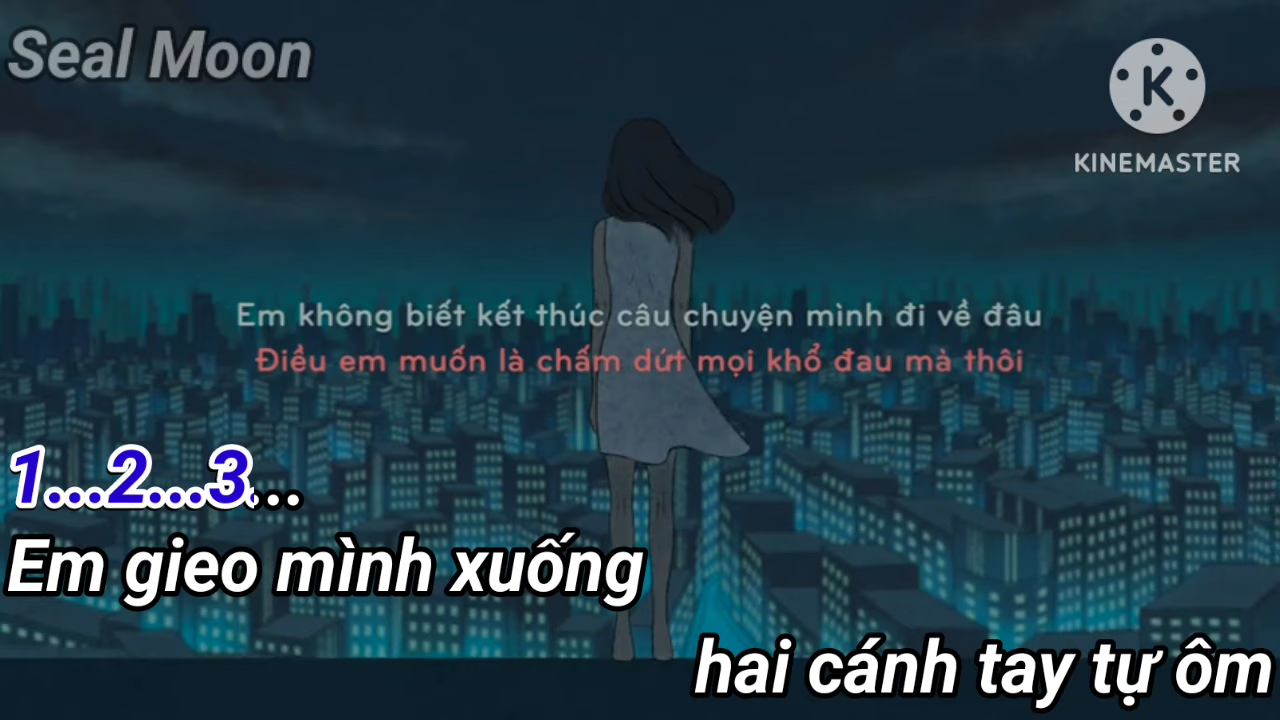 Seal Moon
K
KINEMASTER
Em không biết kết thúc câu chuyện mình đi về đâu
Điều em muốn là chấm dứt mọi khổ đau mà thôi
1...2...3...
Em gieo mình xuống
hai cánh tay tự ôm